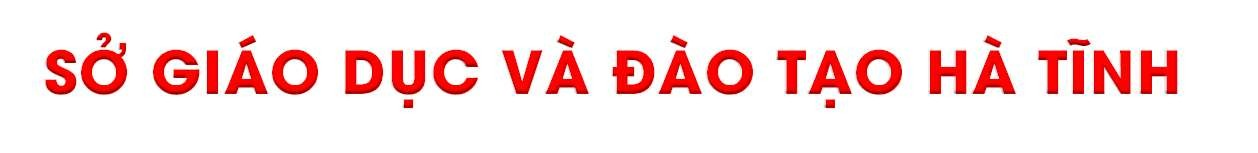 SỞ GIÁO DỤC VÀ ĐÀO TẠO HÀ TĨNH